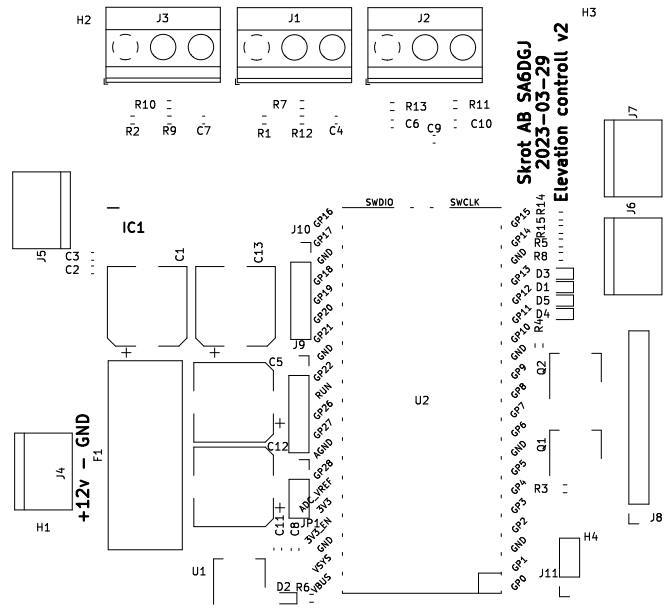 H2
J3
J1
J2
H3
Skrot AB SA6DGJ
2023-03-29
Elevation controll v2
J7
R10
R7
R13
R11
R2
R9
C7
R1
R12
C4
C6
C9
C10
J6
SWDIO
SWCLK
IC1
GP16
GP17
GND
GP18
GP19
GP20
GP21
GND
GP22
RUN
GP26
GP27
AGND
GP28
ADC_VREF
3V3
3V3_EN
GND
VSYS
VBUS
GP15
GP14
GND
GP13
GP12
GP11
GP10
GND
GP9
GP8
GP7
GP6
GND
GP5
GP4
GP3
GP2
GND
GP1
GP0
R14
R15
R5
R8
D3
D1
D5
D4
R4
J10
J5
C3
C2
C1
C13
J9
C5
U2
Q2
C12
Q1
+12v - GND
F1
J4
R3
H1
C11
C8
JP1
J8
U1
D2
R6
H4
J11